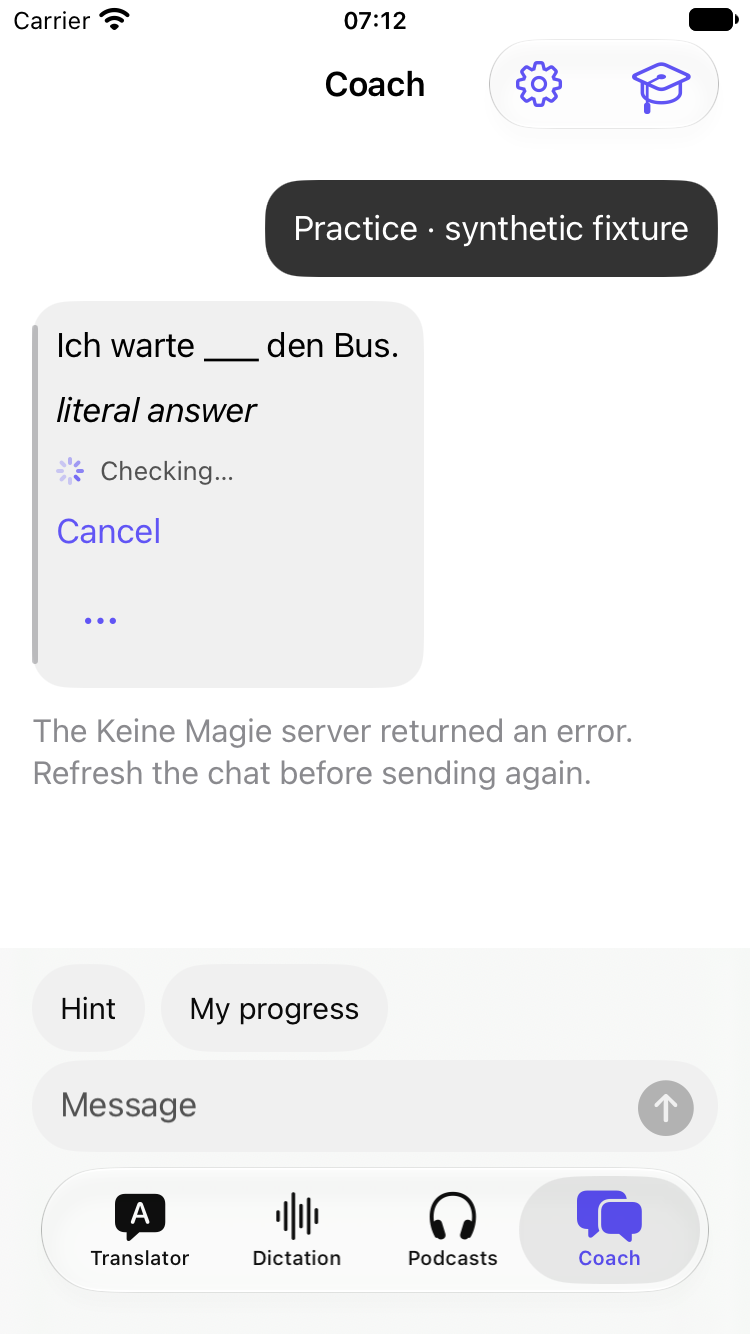 Carrier 07:12
Coach
Practice · synthetic fixture
Ich warte ___ den Bus.
literal answer
Checking...
Cancel
...
The Keine Magie server returned an error.
Refresh the chat before sending again.
Hint My progress
Message
A
Translator Dictation Podcasts Coach